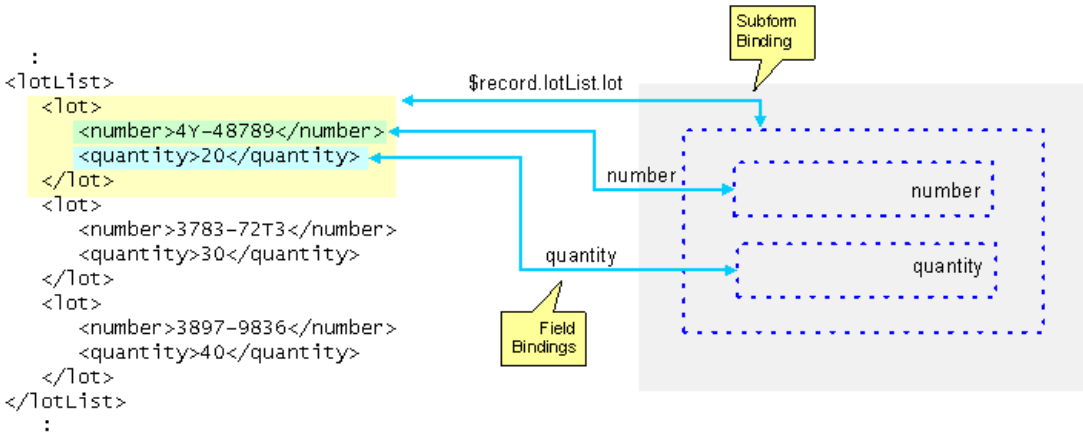 :
<lotList>
<lot>
<number>4Y-48789</number>
<quantity>20</quantity>
</lot>
<lot>
<number>3783-72T3</number>
<quantity>30</quantity>
</lot>
<lot>
<number>3897-9836</number>
<quantity>40</quantity>
</lot>
</lotList>
:
$record.lotList.lot
number
quantity
Field
Bindings
Subform
Binding
number
quantity